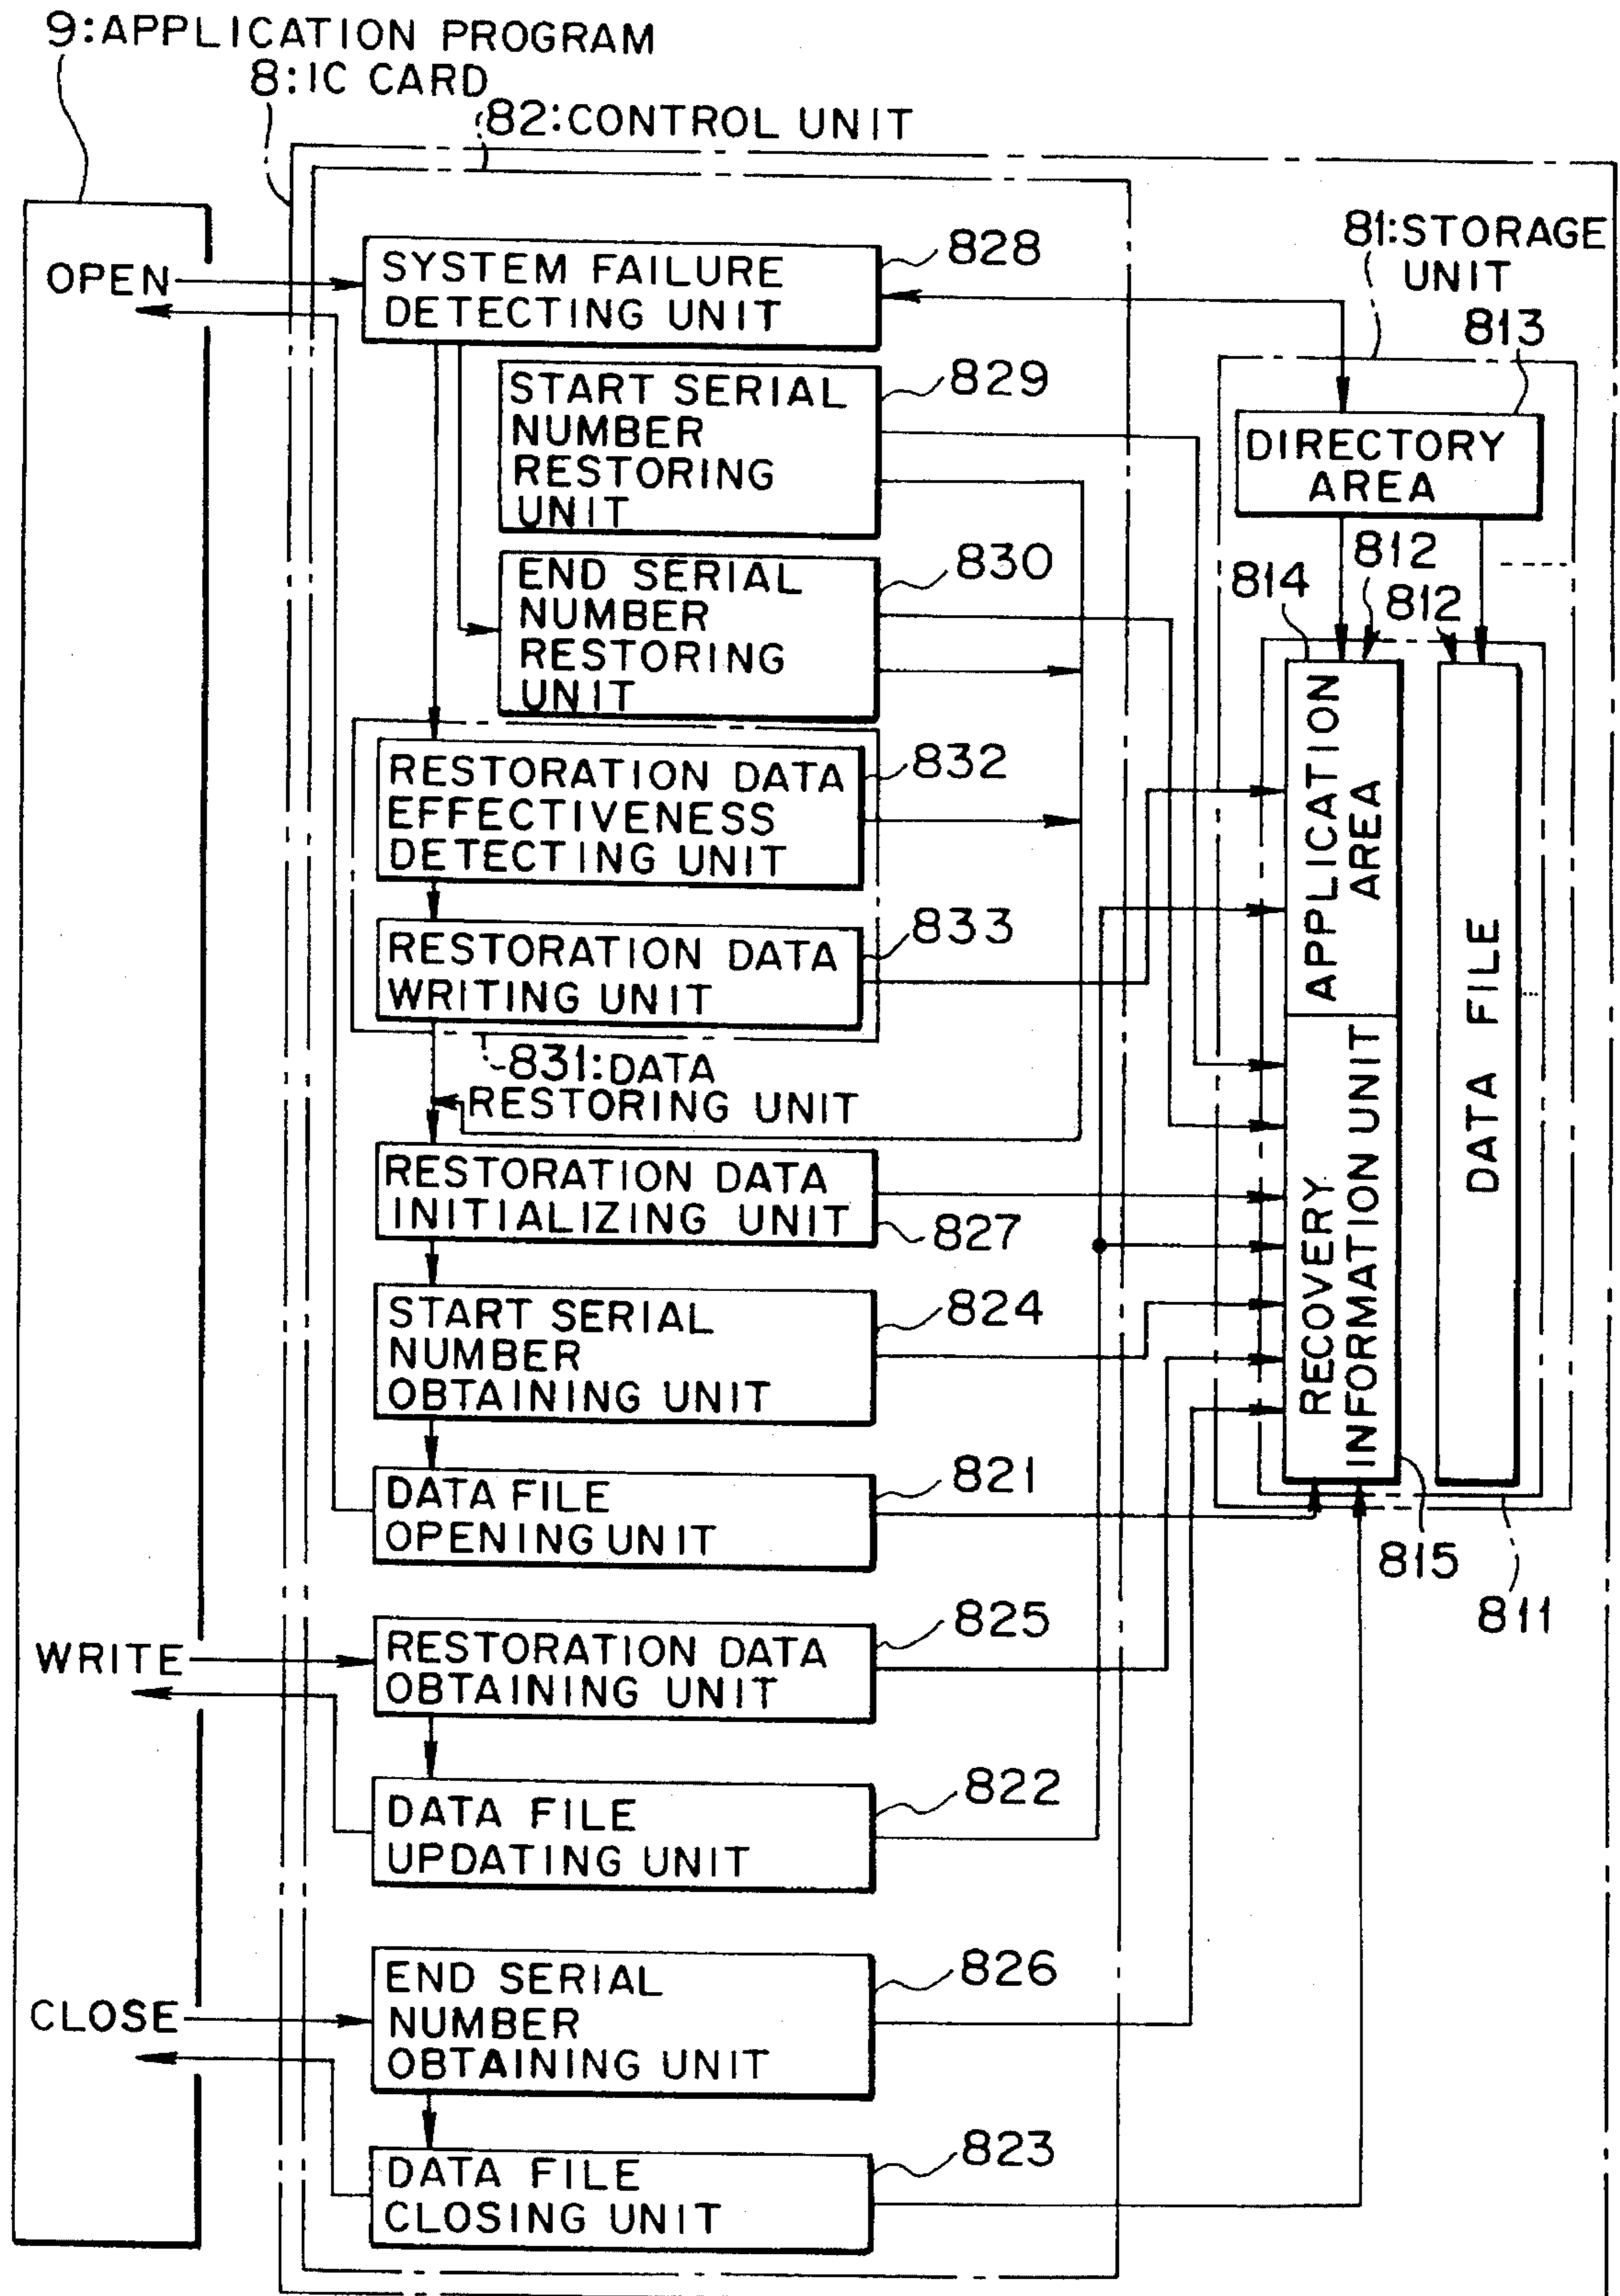 9:APPLICATION PROGRAM
8:IC CARD
82:CONTROL UNIT
81:STORAGE
UNIT
OPEN
SYSTEM FAILURE
DETECTING UNIT
828
813
START SERIAL
NUMBER
RESTORING
UNIT
829
DIRECTORY
AREA
END SERIAL
NUMBER
RESTORING
UNIT
830
814
812
812
RESTORATION DATA
EFFECTIVENESS
DETECTING UNIT
832
APPLICATION
AREA
RESTORATION DATA
WRITING UNIT
833
DATA FILE
831:DATA
RESTORING UNIT
RECOVERY
INFORMATION UNIT
RESTORATION DATA
INITIALIZING UNIT
827
START SERIAL
NUMBER
OBTAINING UNIT
824
DATA FILE
OPENING UNIT
821
815
811
WRITE
RESTORATION DATA
OBTAINING UNIT
825
DATA FILE
UPDATING UNIT
822
CLOSE
END SERIAL
NUMBER
OBTAINING UNIT
826
DATA FILE
CLOSING UNIT
823